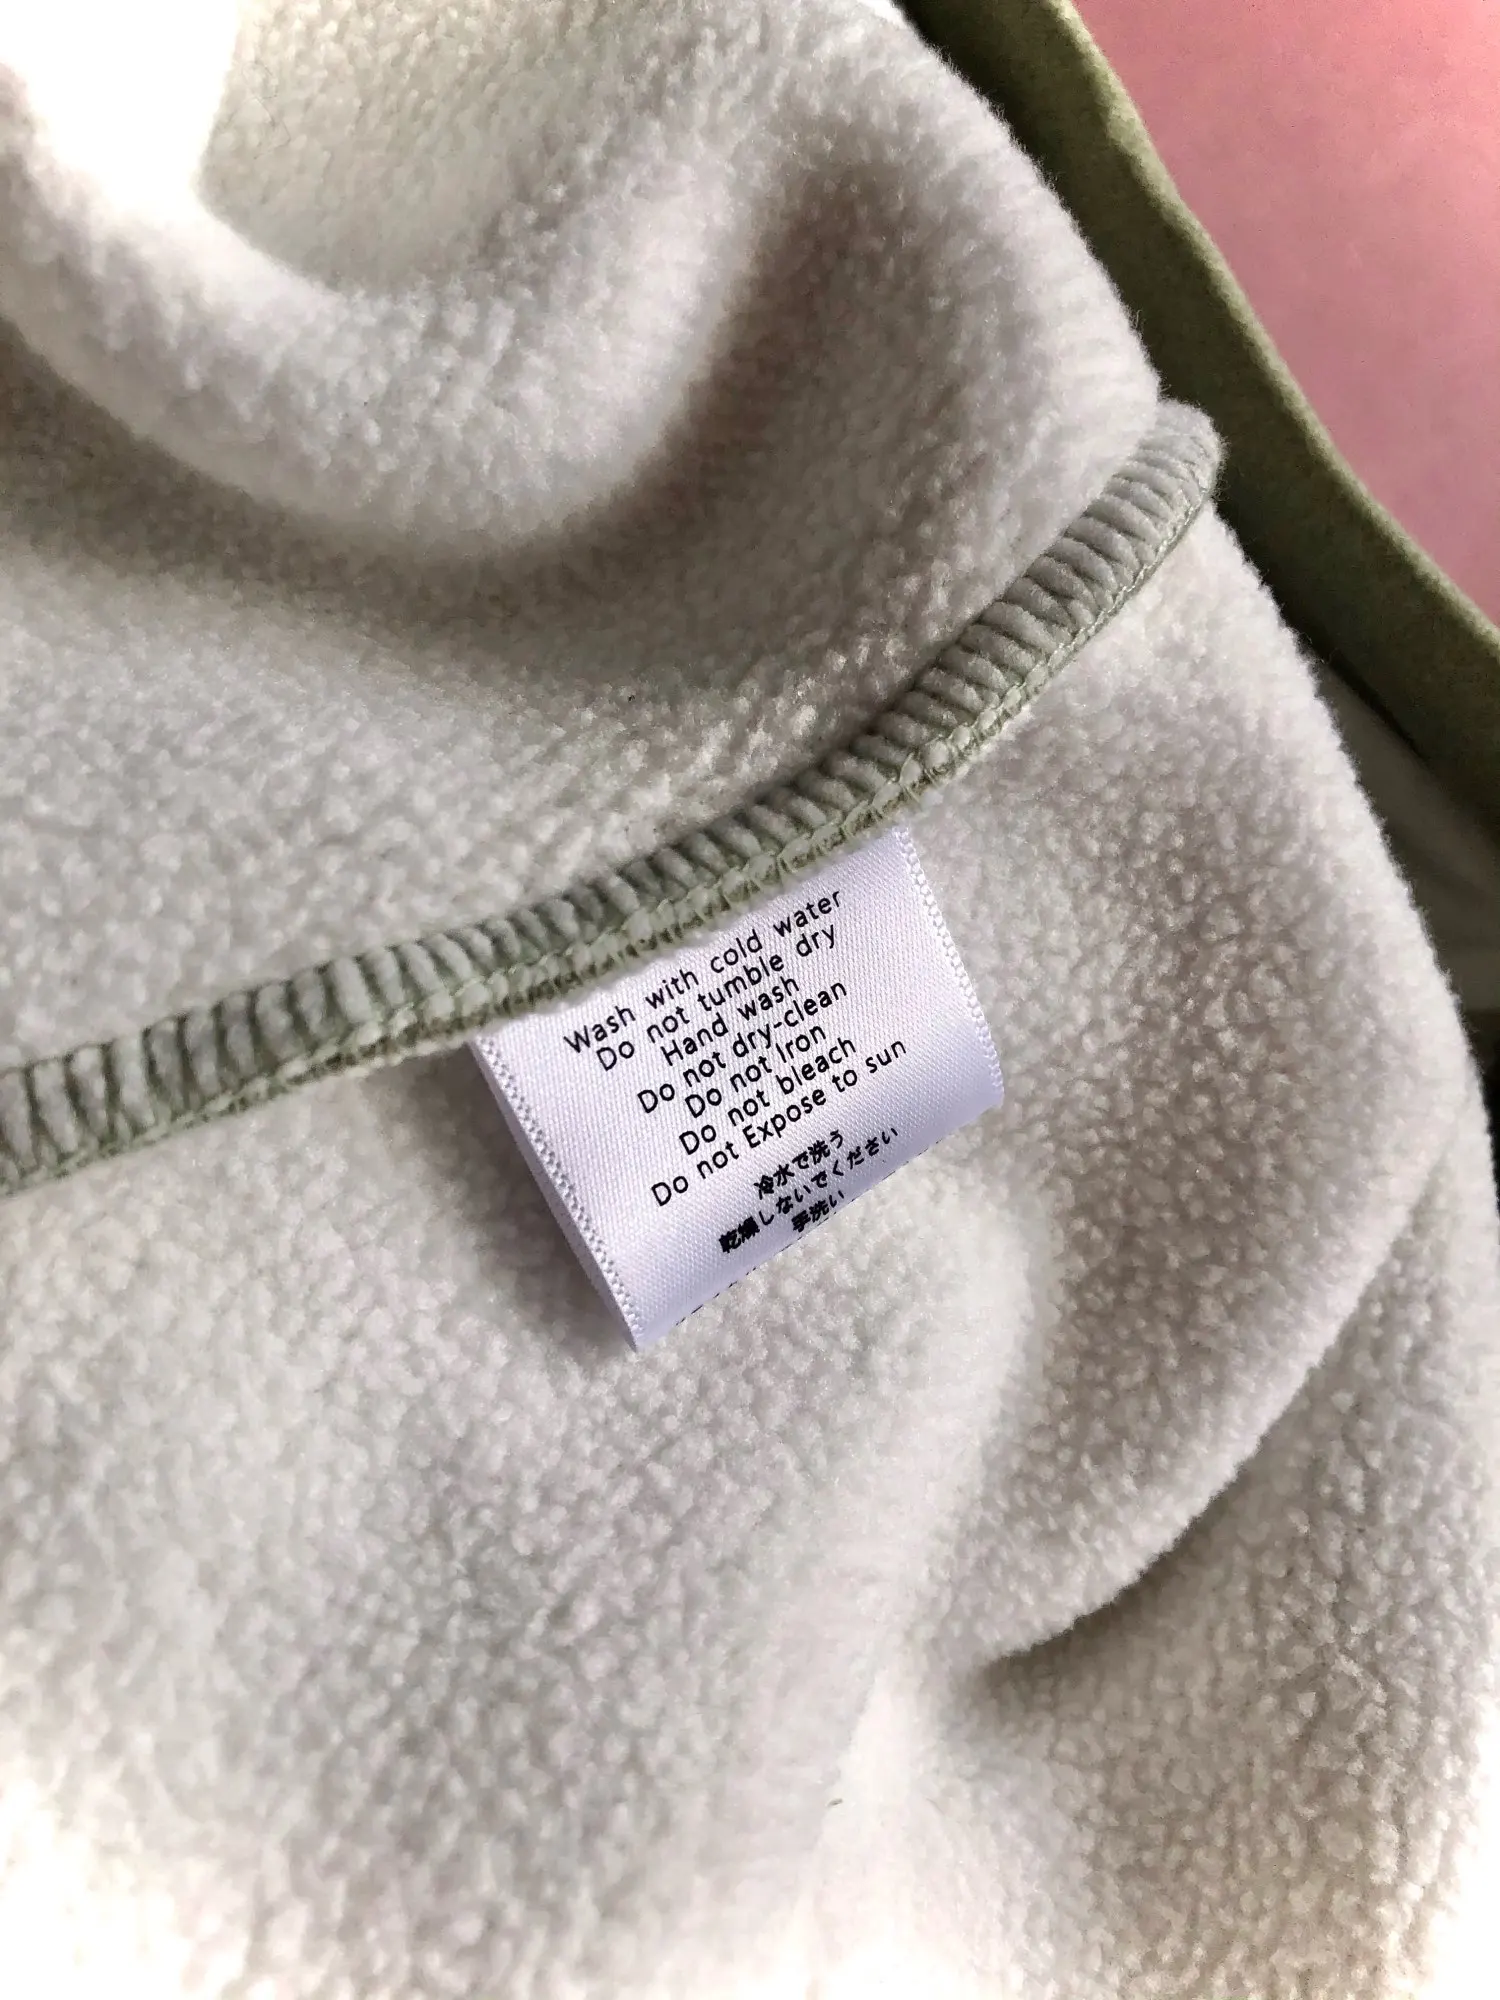 Wash with cold water
Do not tumble dry
Hand wash
Do not dry-clean
Do not Iron
Do not bleach
Do not Expose to sun
冷水で洗う
乾燥しないでください
手洗い